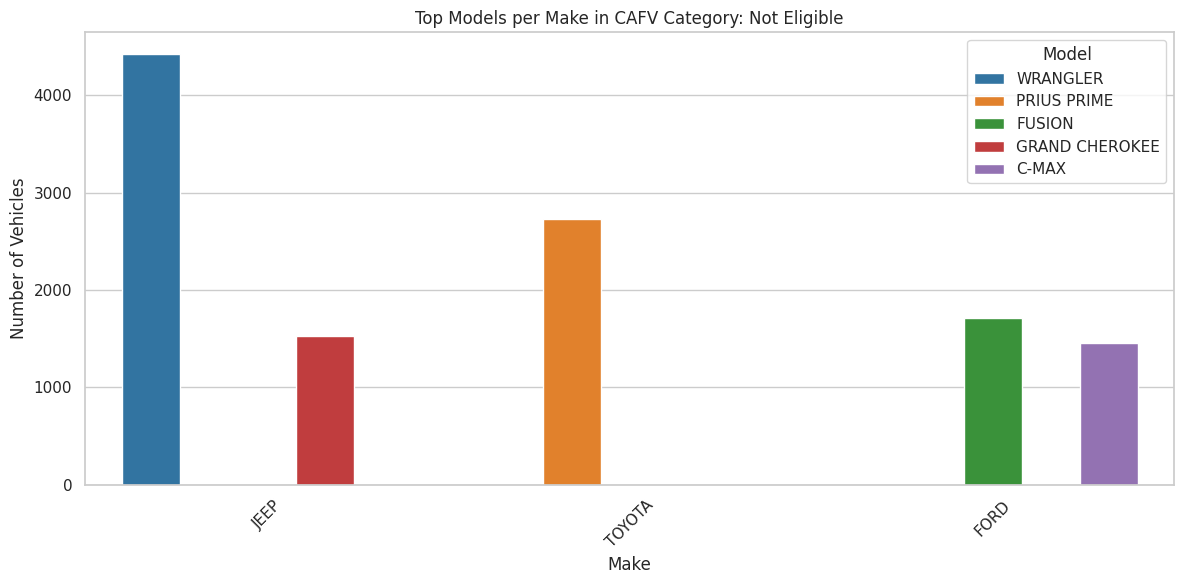 Top Models per Make in CAFV Category: Not Eligible
Number of Vehicles
4000
3000
2000
1000
0
Model
WRANGLER
PRIUS PRIME
FUSION
GRAND CHEROKEE
C-MAX
JEEP
TOYOTA
FORD
Make